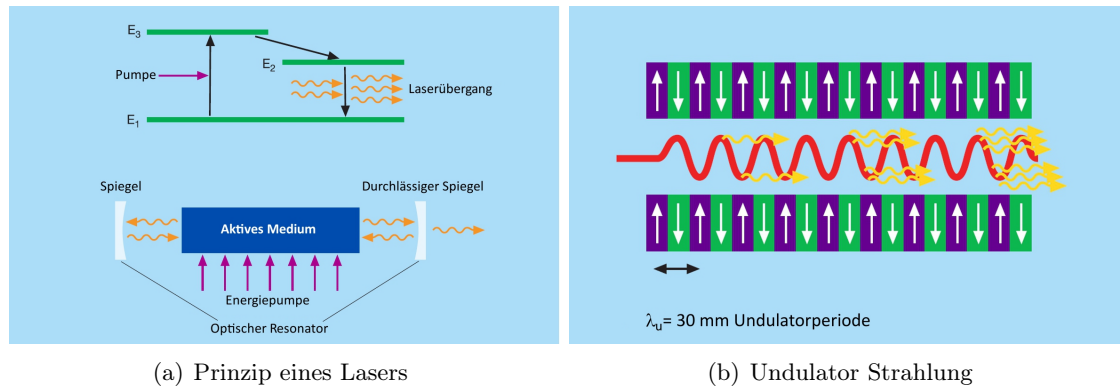 E3
Pumpe
E2
Laserübergang
E1
Spiegel
Durchlässiger Spiegel
Aktives Medium
Energiepumpe
Optischer Resonator
(a) Prinzip eines Lasers
λu= 30 mm Undulatorperiode
(b) Undulator Strahlung